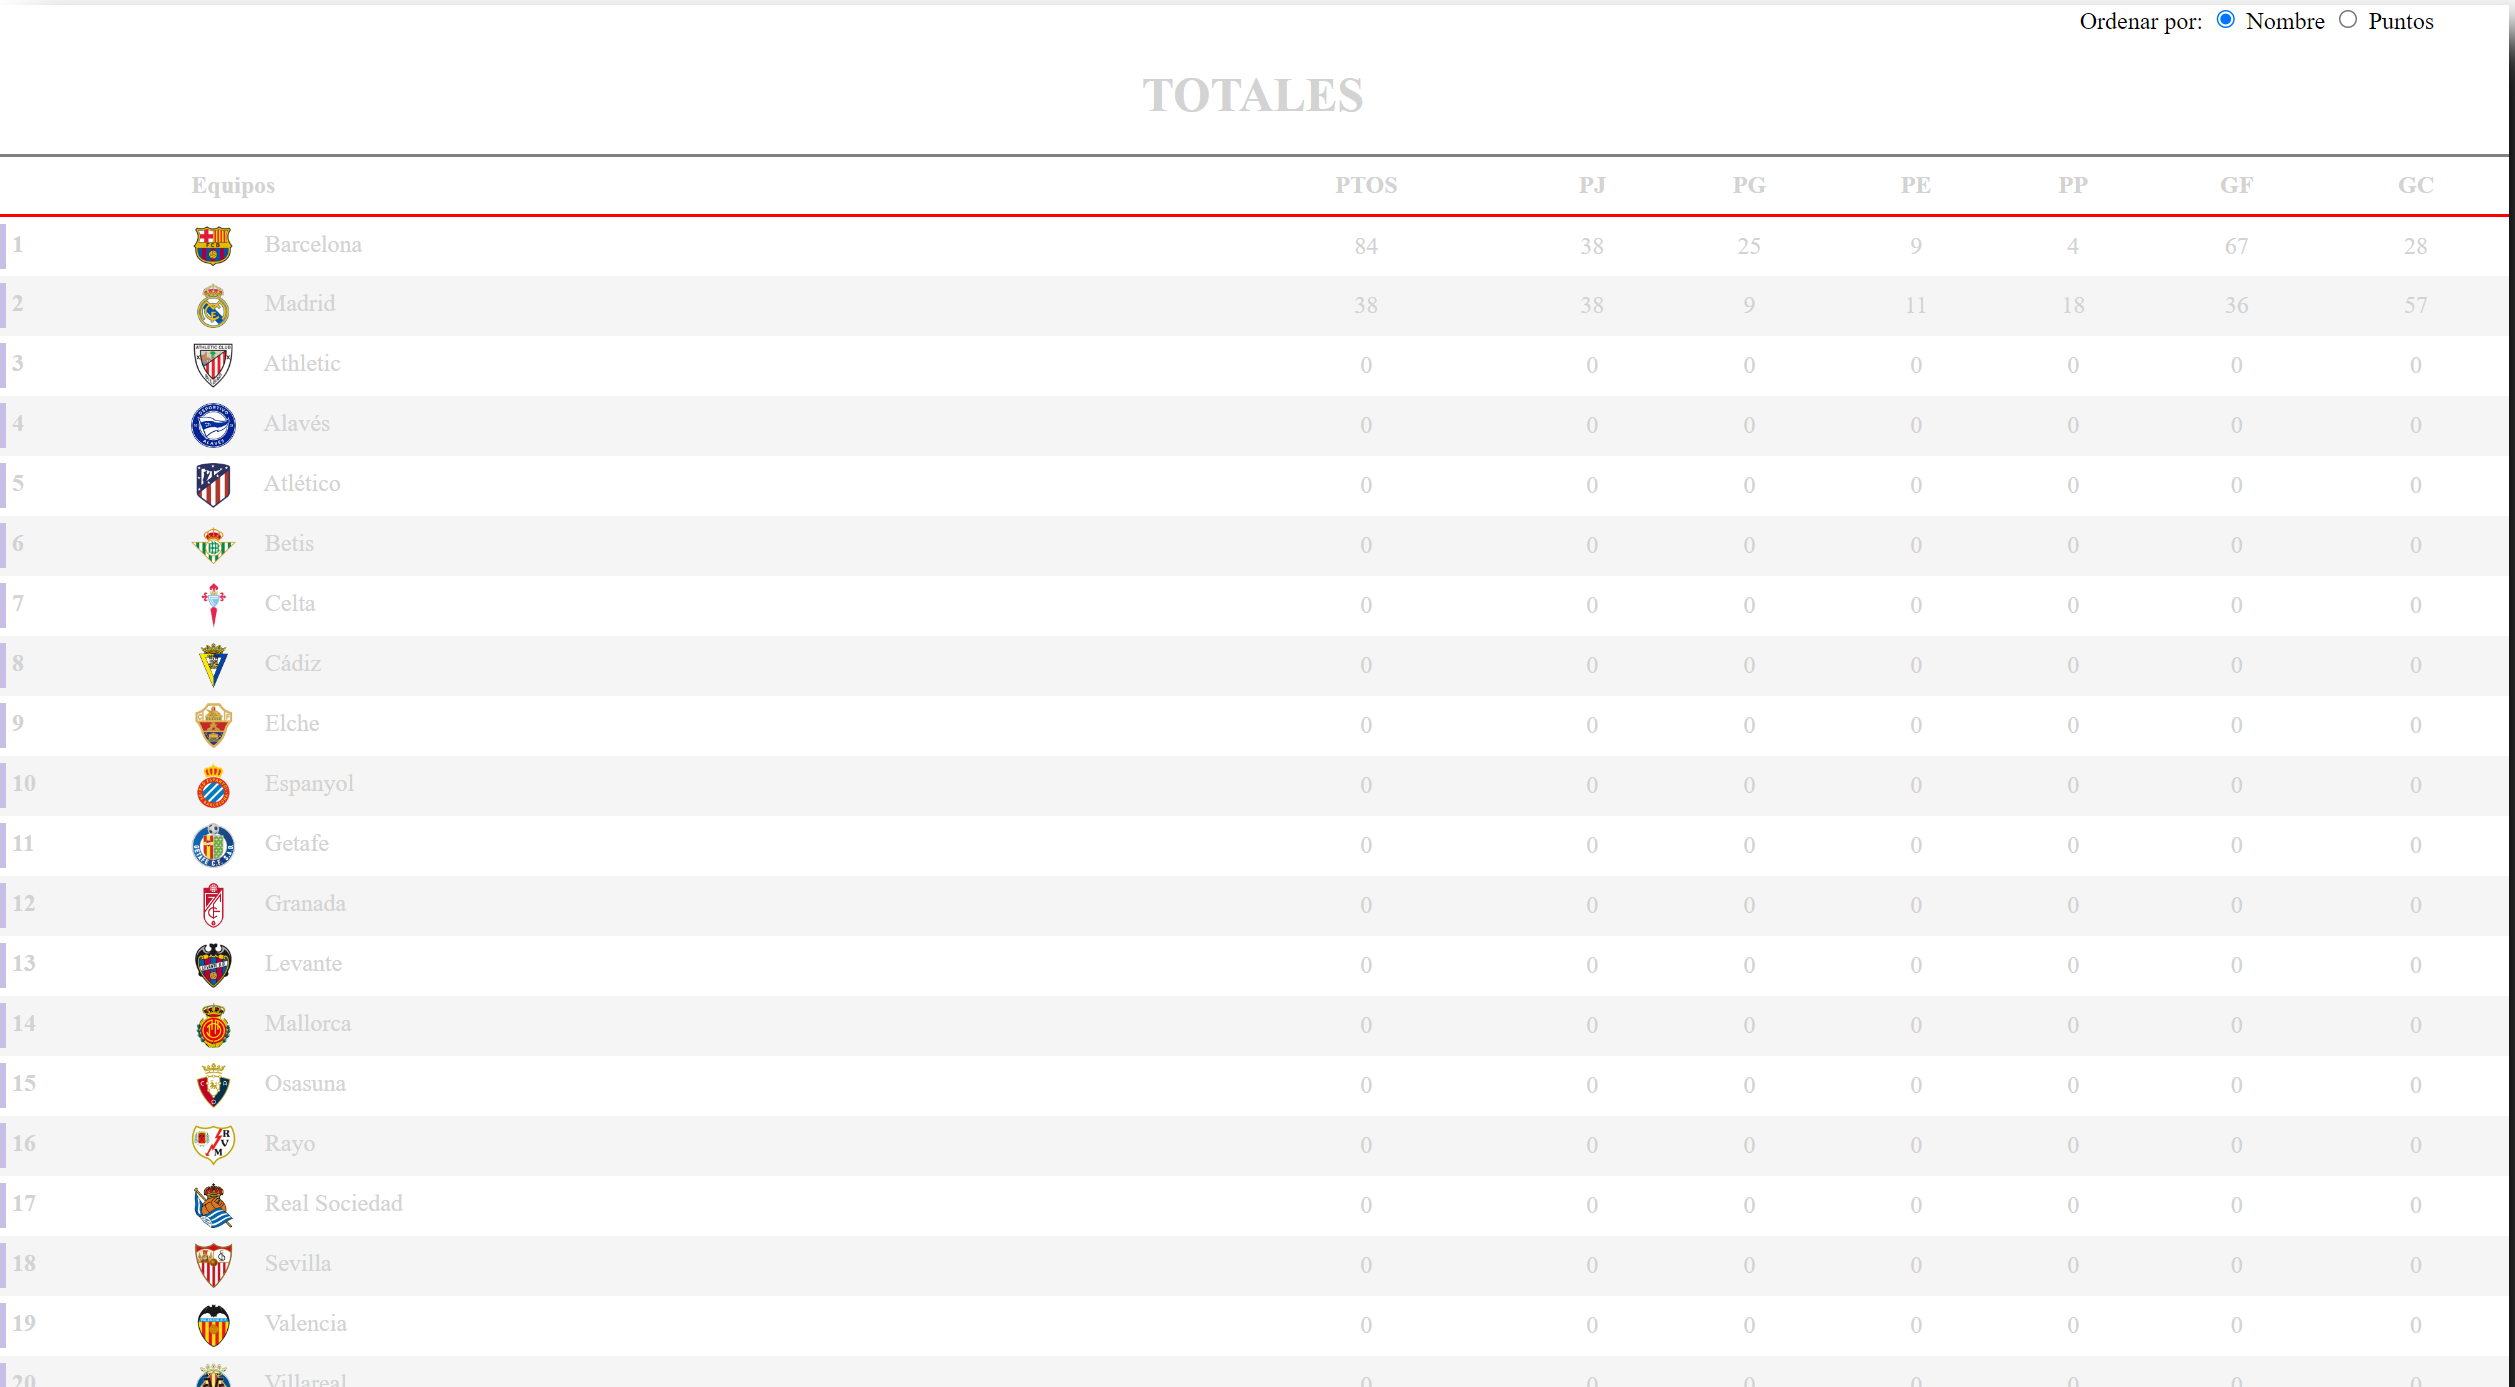 Ordenar por: Nombre Puntos
TOTALES
Equipos PTOS PJ PG PE PP GF GC
1 Barcelona 84 38 25 9 4 67 28
2 Madrid 38 38 9 11 18 36 57
3 Athletic 0 0 0 0 0 0 0
4 Alavés 0 0 0 0 0 0 0
5 Atlético 0 0 0 0 0 0 0
6 Betis 0 0 0 0 0 0 0
7 Celta 0 0 0 0 0 0 0
8 Cádiz 0 0 0 0 0 0 0
9 Elche 0 0 0 0 0 0 0
10 Espanyol 0 0 0 0 0 0 0
11 Getafe 0 0 0 0 0 0 0
12 Granada 0 0 0 0 0 0 0
13 Levante 0 0 0 0 0 0 0
14 Mallorca 0 0 0 0 0 0 0
15 Osasuna 0 0 0 0 0 0 0
16 Rayo 0 0 0 0 0 0 0
17 Real Sociedad 0 0 0 0 0 0 0
18 Sevilla 0 0 0 0 0 0 0
19 Valencia 0 0 0 0 0 0 0
20 Villareal 0 0 0 0 0 0 0